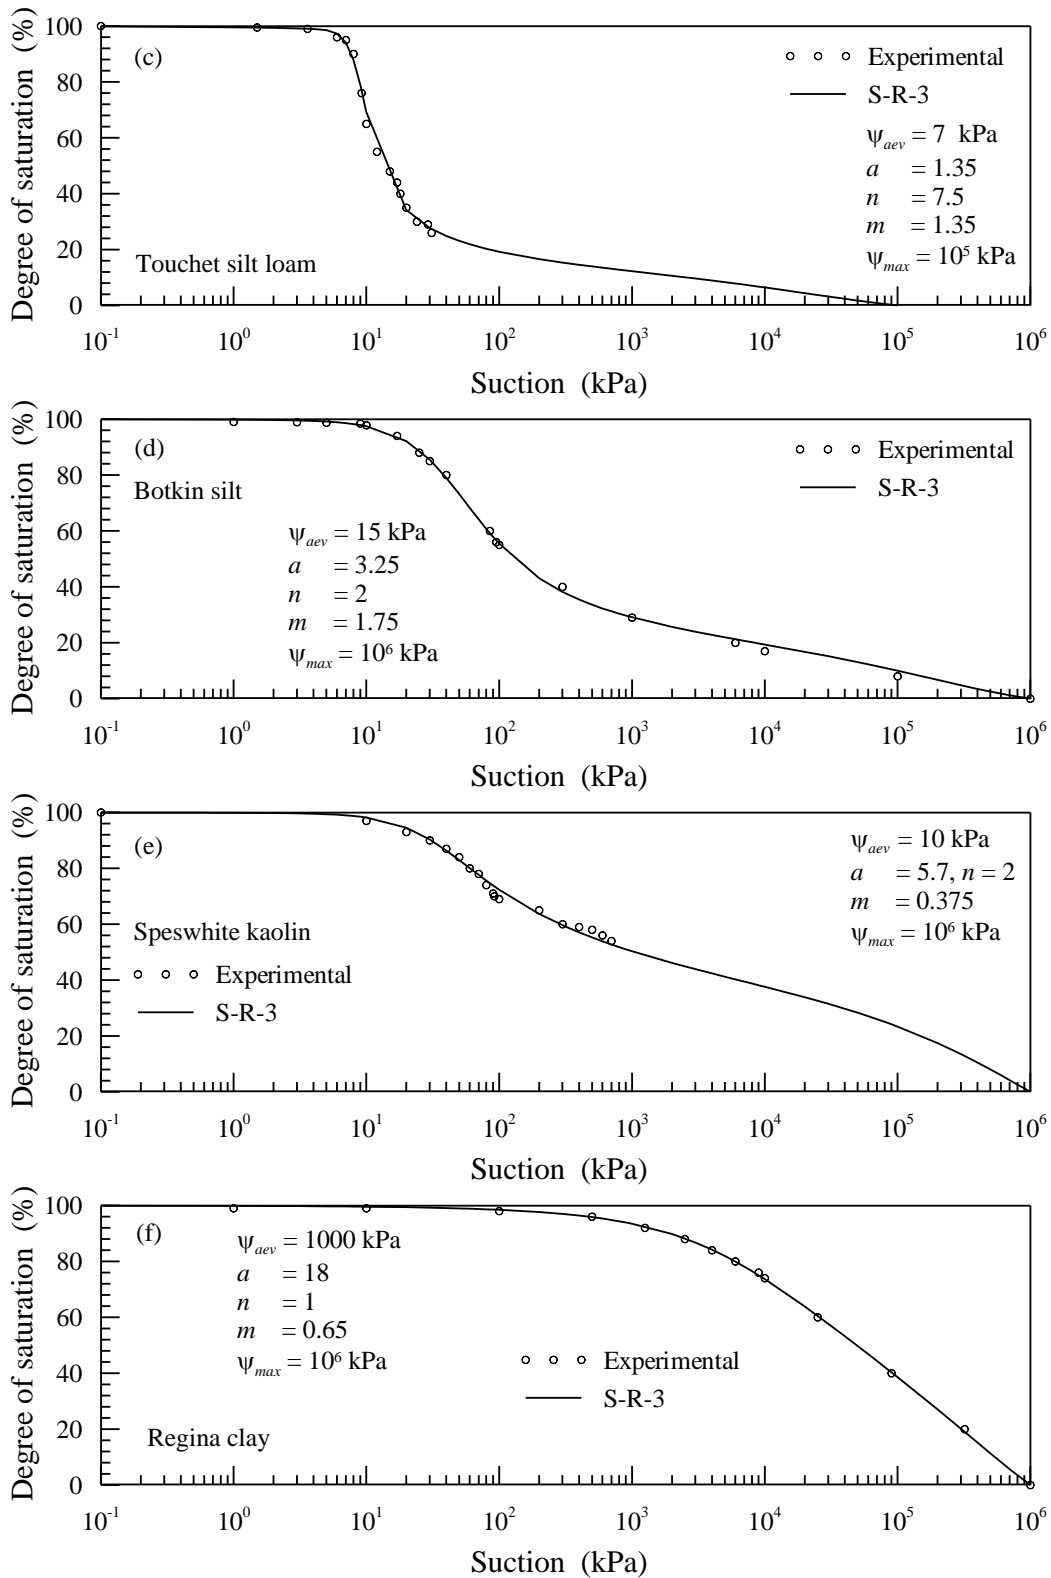 Degree of saturation (%)
100
80
60
40
20
0
(c)
Experimental
S-R-3
ψaev = 7 kPa
a = 1.35
n = 7.5
m = 1.35
ψmax = 10⁵ kPa
Touchet silt loam
10⁻¹ 10⁰ 10¹ 10² 10³ 10⁴ 10⁵ 10⁶
Suction (kPa)
Degree of saturation (%)
100
80
60
40
20
0
(d)
Experimental
S-R-3
Botkin silt
ψaev = 15 kPa
a = 3.25
n = 2
m = 1.75
ψmax = 10⁶ kPa
10⁻¹ 10⁰ 10¹ 10² 10³ 10⁴ 10⁵ 10⁶
Suction (kPa)
Degree of saturation (%)
100
80
60
40
20
0
(e)
ψaev = 10 kPa
a = 5.7, n = 2
m = 0.375
ψmax = 10⁶ kPa
Speswhite kaolin
Experimental
S-R-3
10⁻¹ 10⁰ 10¹ 10² 10³ 10⁴ 10⁵ 10⁶
Suction (kPa)
Degree of saturation (%)
100
80
60
40
20
0
(f)
ψaev = 1000 kPa
a = 18
n = 1
m = 0.65
ψmax = 10⁶ kPa
Experimental
S-R-3
Regina clay
10⁻¹ 10⁰ 10¹ 10² 10³ 10⁴ 10⁵ 10⁶
Suction (kPa)